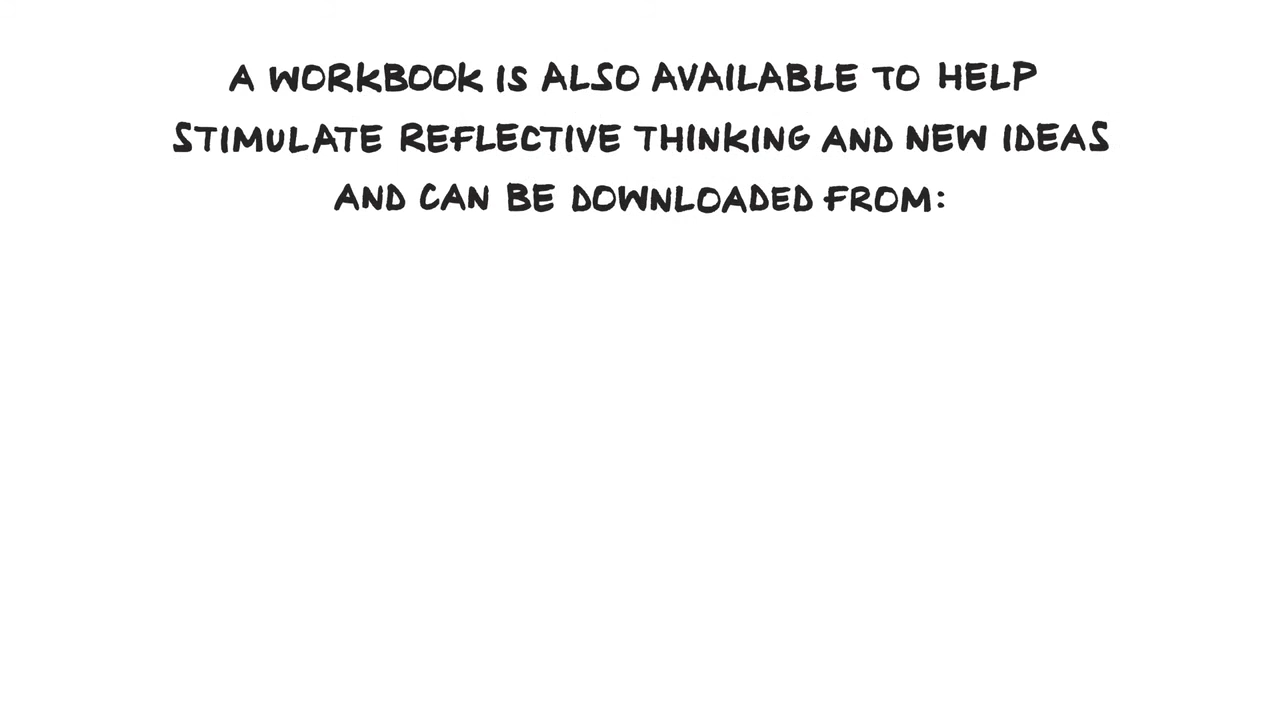 A WORKBOOK IS ALSO AVAILABLE TO HELP
STIMULATE REFLECTIVE THINKING AND NEW IDEAS
AND CAN BE DOWNLOADED FROM: